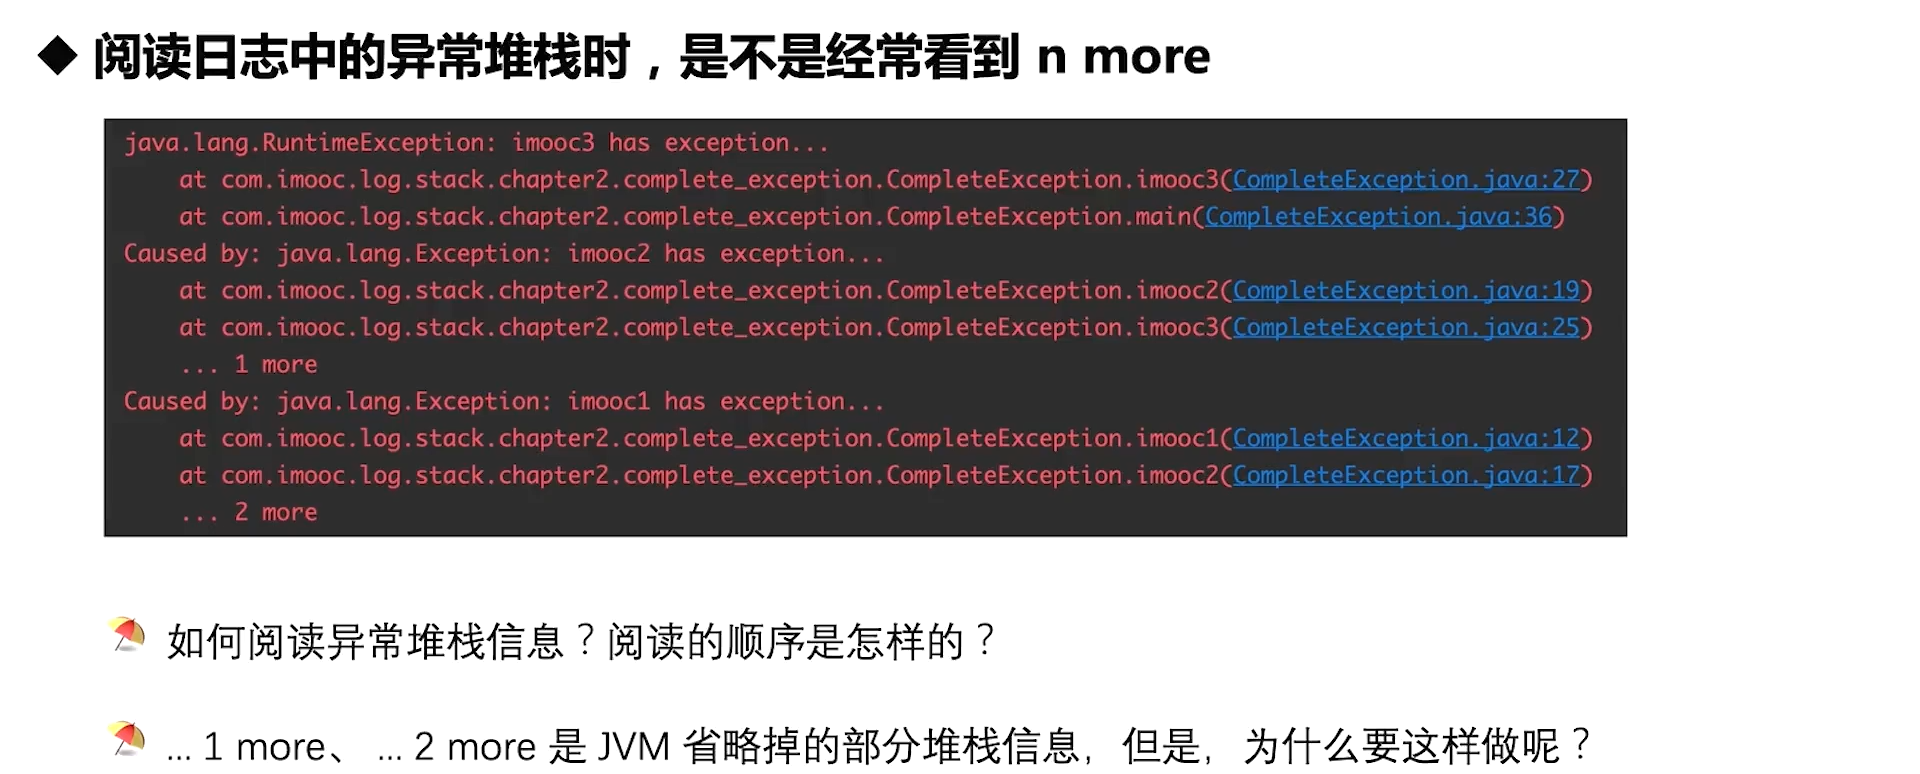 ◆ 阅读日志中的异常堆栈时，是不是经常看到 n more
java.lang.RuntimeException: imooc3 has exception...
at com.imooc.log.stack.chapter2.complete_exception.CompleteException.imooc3(CompleteException.java:27)
at com.imooc.log.stack.chapter2.complete_exception.CompleteException.main(CompleteException.java:36)
Caused by: java.lang.Exception: imooc2 has exception...
at com.imooc.log.stack.chapter2.complete_exception.CompleteException.imooc2(CompleteException.java:19)
at com.imooc.log.stack.chapter2.complete_exception.CompleteException.imooc3(CompleteException.java:25)
... 1 more
Caused by: java.lang.Exception: imooc1 has exception...
at com.imooc.log.stack.chapter2.complete_exception.CompleteException.imooc1(CompleteException.java:12)
at com.imooc.log.stack.chapter2.complete_exception.CompleteException.imooc2(CompleteException.java:17)
... 2 more
如何阅读异常堆栈信息？阅读的顺序是怎样的？
... 1 more、 ... 2 more 是 JVM 省略掉的部分堆栈信息，但是，为什么要这样做呢？